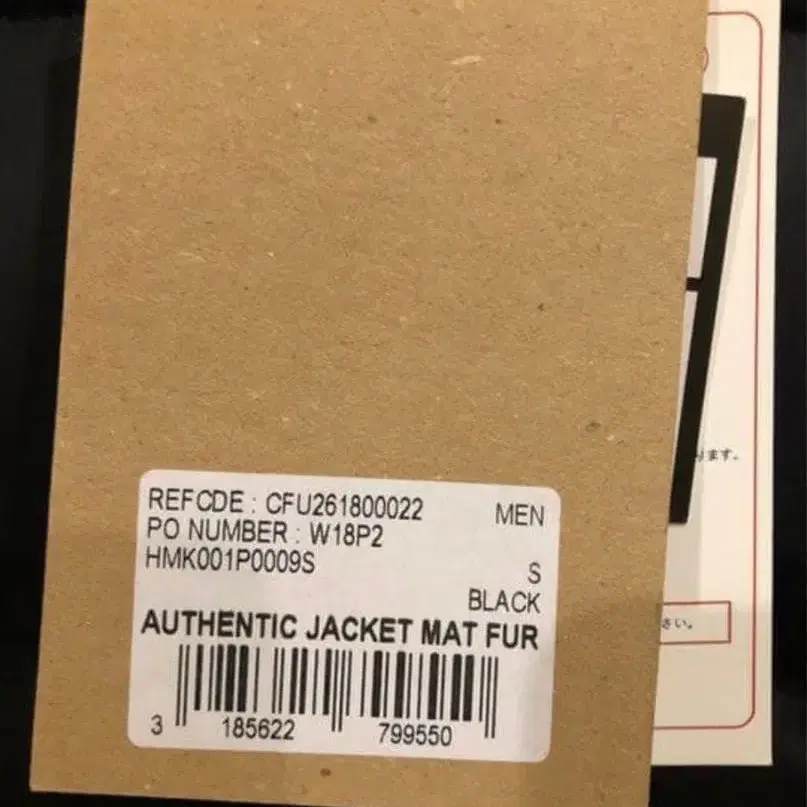 REFCDE : CFU261800022 MEN
PO NUMBER : W18P2
HMK001P0009S S
BLACK
AUTHENTIC JACKET MAT FUR
3 185622 799550
ります。
さい。